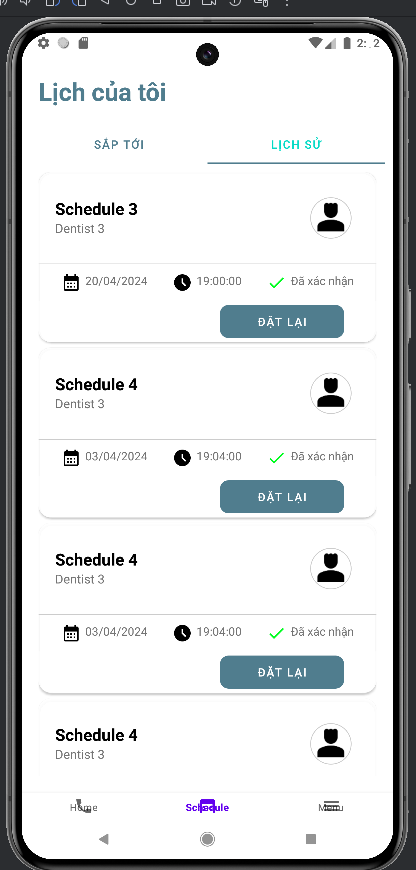 2:2
Lịch của tôi
SẮP TỚI LỊCH SỬ
Schedule 3
Dentist 3
20/04/2024 19:00:00 Đã xác nhận
ĐẶT LẠI
Schedule 4
Dentist 3
03/04/2024 19:04:00 Đã xác nhận
ĐẶT LẠI
Schedule 4
Dentist 3
03/04/2024 19:04:00 Đã xác nhận
ĐẶT LẠI
Schedule 4
Dentist 3
Home Schedule Menu